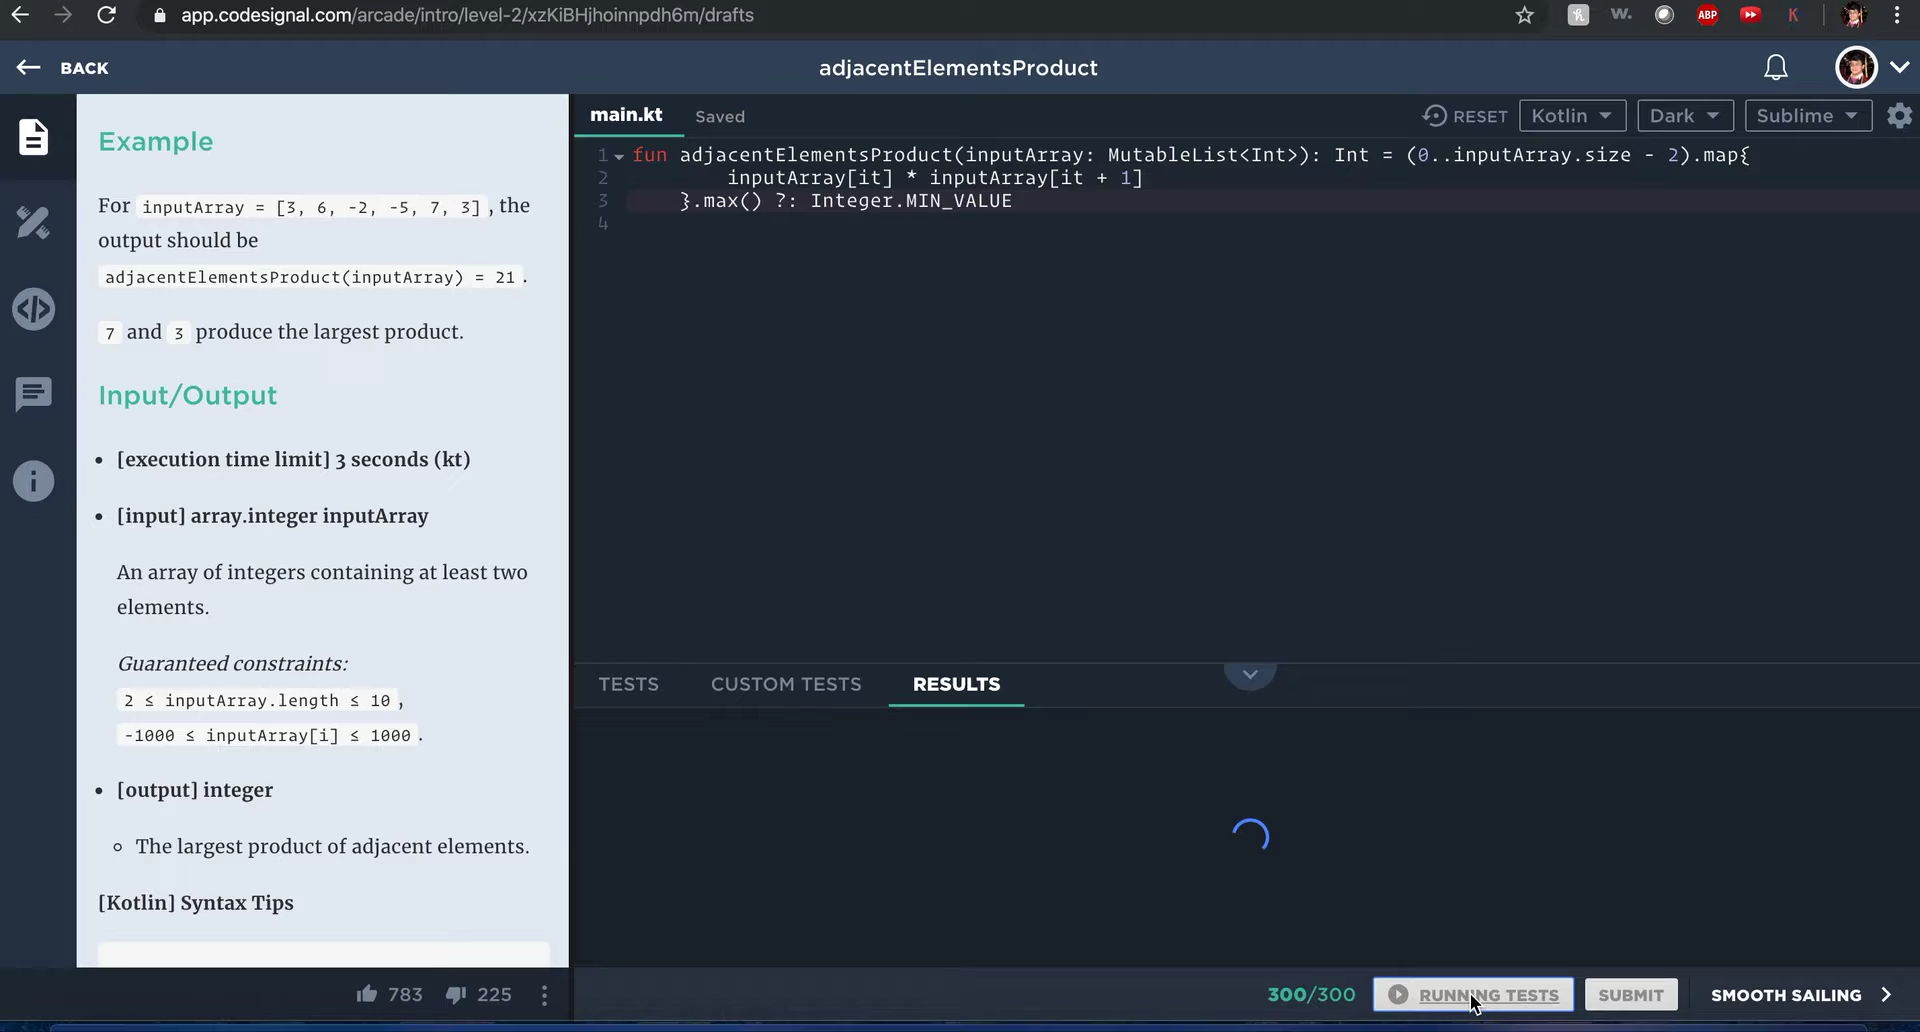 app.codesignal.com/arcade/intro/level-2/xzKiBHjhoinnpdh6m/drafts
W.
ABP
K
BACK
adjacentElementsProduct
Example
For inputArray = [3, 6, -2, -5, 7, 3], the
output should be
adjacentElementsProduct(inputArray) = 21.
7 and 3 produce the largest product.
Input/Output
• [execution time limit] 3 seconds (kt)
• [input] array.integer inputArray
An array of integers containing at least two
elements.
Guaranteed constraints:
2 ≤ inputArray.length ≤ 10,
-1000 ≤ inputArray[i] ≤ 1000.
• [output] integer
◦ The largest product of adjacent elements.
[Kotlin] Syntax Tips
783
225
main.kt
Saved
RESET
Kotlin
Dark
Sublime
1 fun adjacentElementsProduct(inputArray: MutableList<Int>): Int = (0..inputArray.size - 2).map{
2 inputArray[it] * inputArray[it + 1]
3 }.max() ?: Integer.MIN_VALUE
4
TESTS
CUSTOM TESTS
RESULTS
300/300
RUNNING TESTS
SUBMIT
SMOOTH SAILING